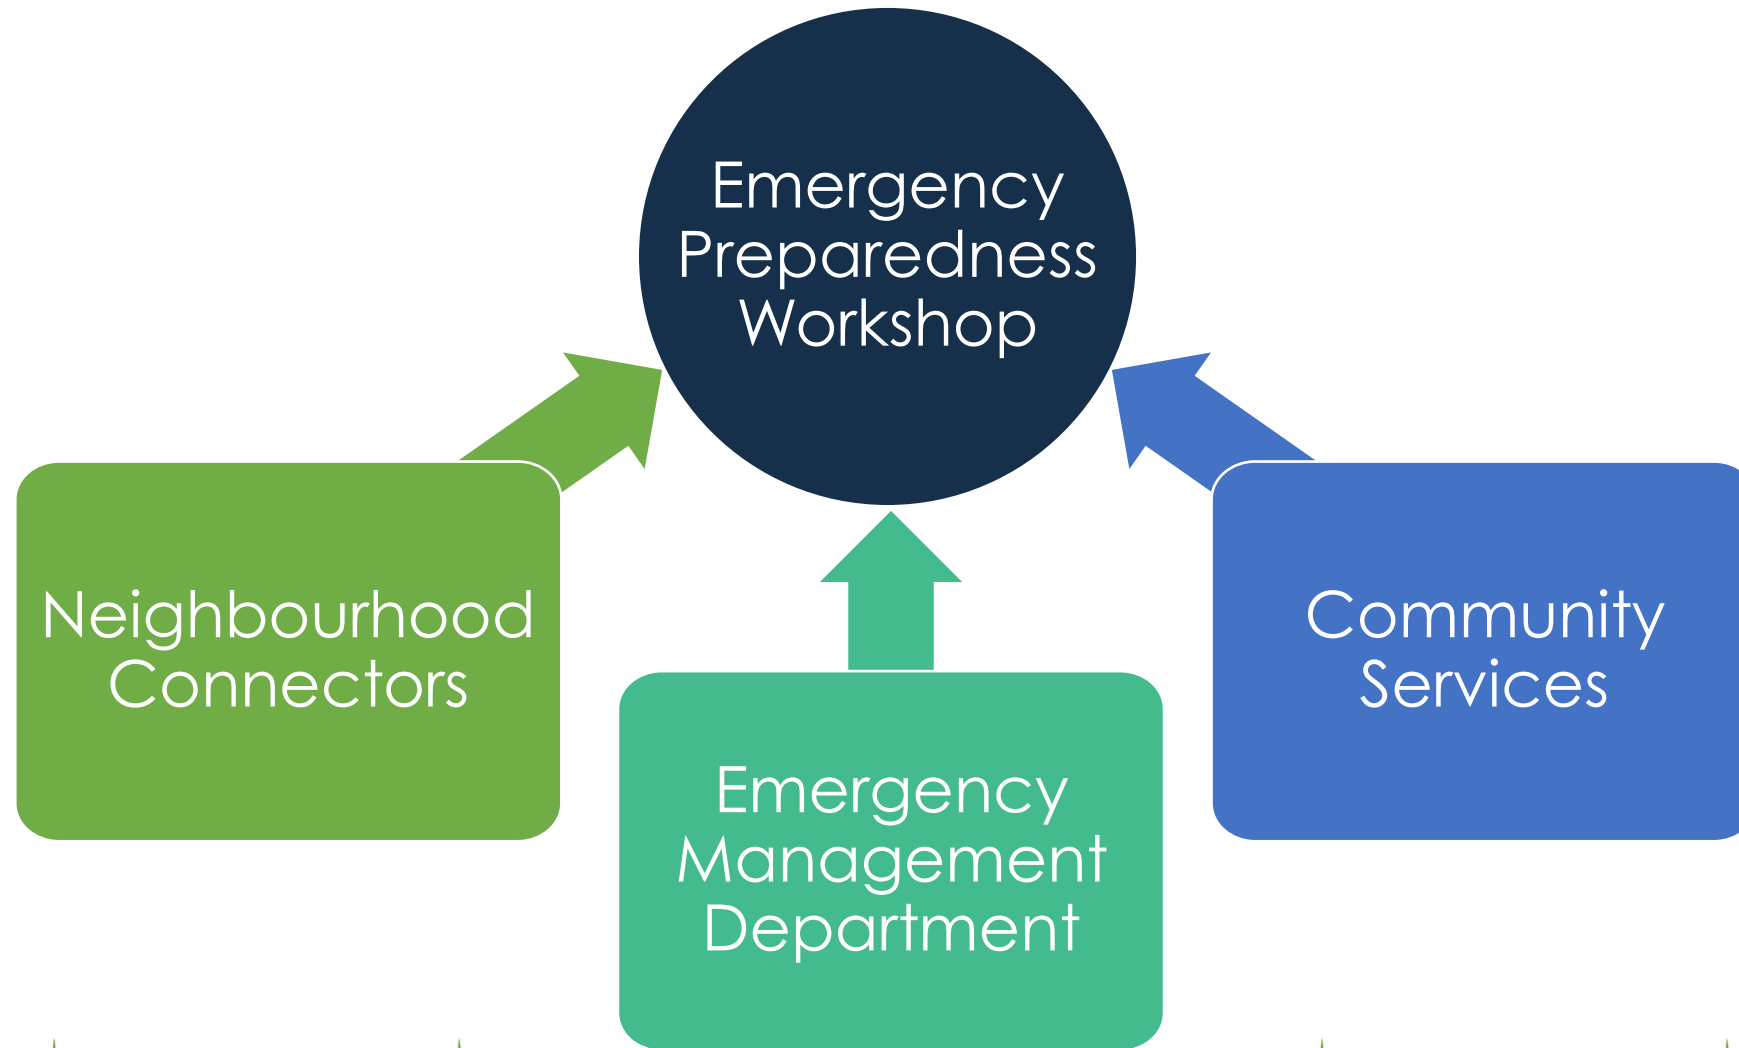 Emergency
Preparedness
Workshop
Neighbourhood
Connectors
Community
Services
Emergency
Management
Department